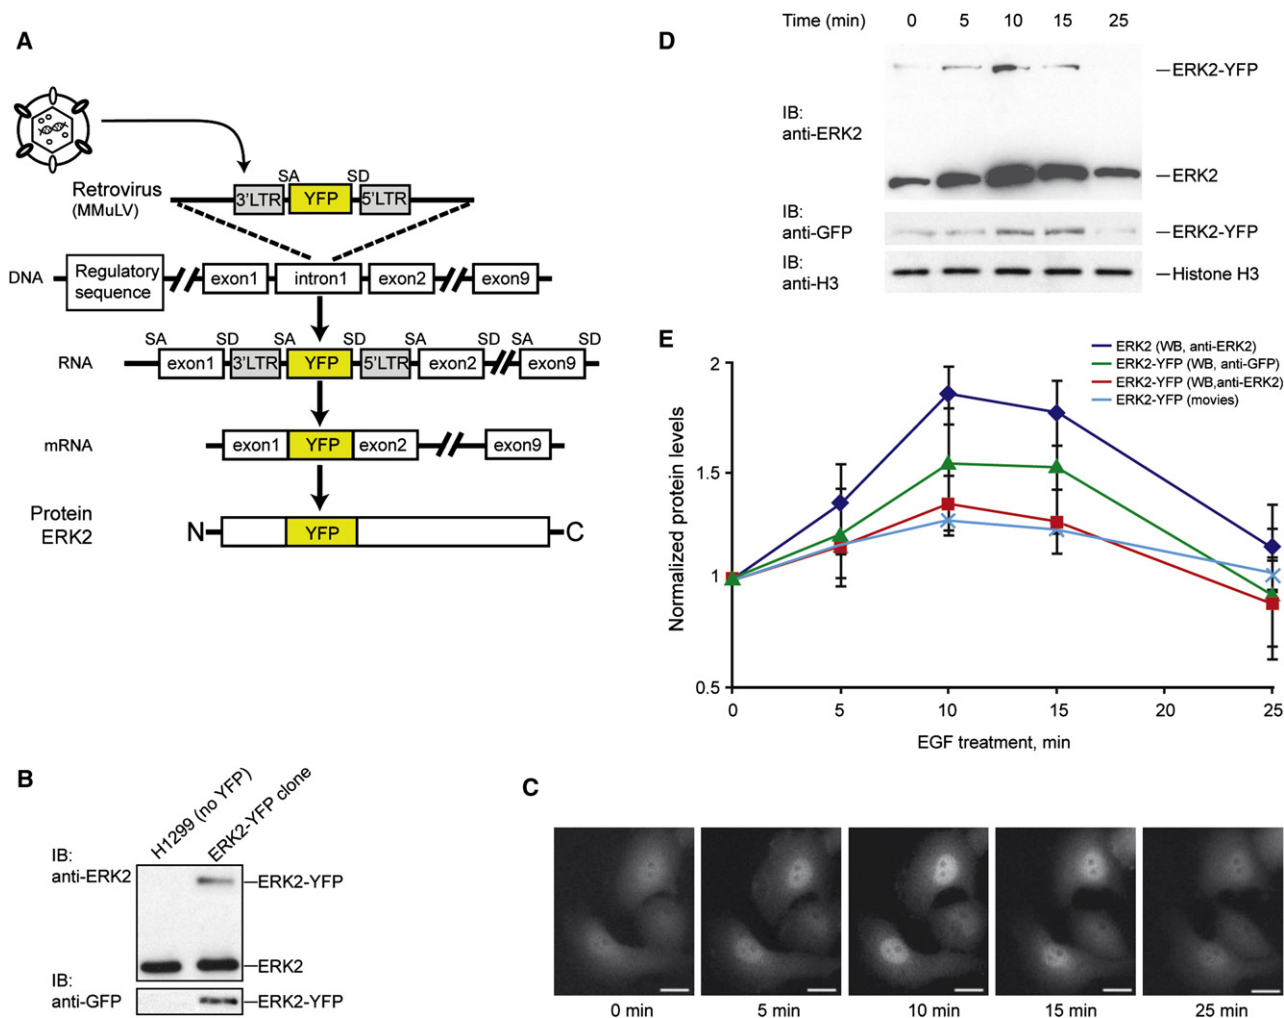 A
Retrovirus
(MMuLV)
SA SD
3'LTR YFP 5'LTR
DNA
Regulatory
sequence
exon1 intron1 exon2 exon9
SA SD SA SD SA SD SA SD
RNA
exon1 3'LTR YFP 5'LTR exon2 exon9
mRNA
exon1 YFP exon2 exon9
Protein
ERK2
N YFP C
B
H1299 (no YFP)
ERK2-YFP clone
IB:
anti-ERK2
ERK2-YFP
ERK2
IB:
anti-GFP
ERK2-YFP
D
Time (min) 0 5 10 15 25
IB:
anti-ERK2
ERK2-YFP
ERK2
IB:
anti-GFP
ERK2-YFP
IB:
anti-H3
Histone H3
E
ERK2 (WB, anti-ERK2)
ERK2-YFP (WB, anti-GFP)
ERK2-YFP (WB,anti-ERK2)
ERK2-YFP (movies)
Normalized protein levels
2
1.5
1
0.5
0 5 10 15 20 25
EGF treatment, min
C
0 min 5 min 10 min 15 min 25 min